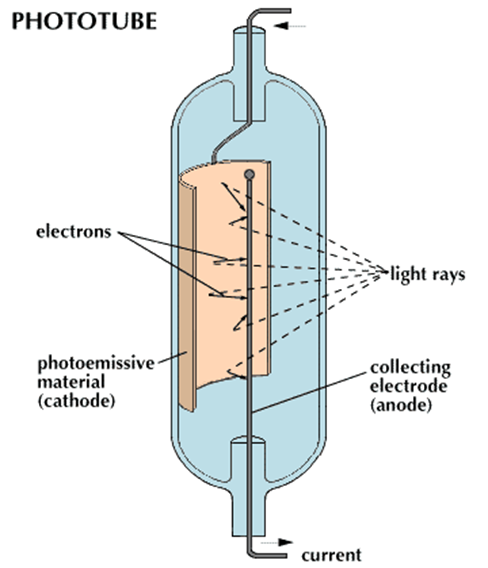 PHOTOTUBE
electrons
light rays
photoemissive
material
(cathode)
collecting
electrode
(anode)
current